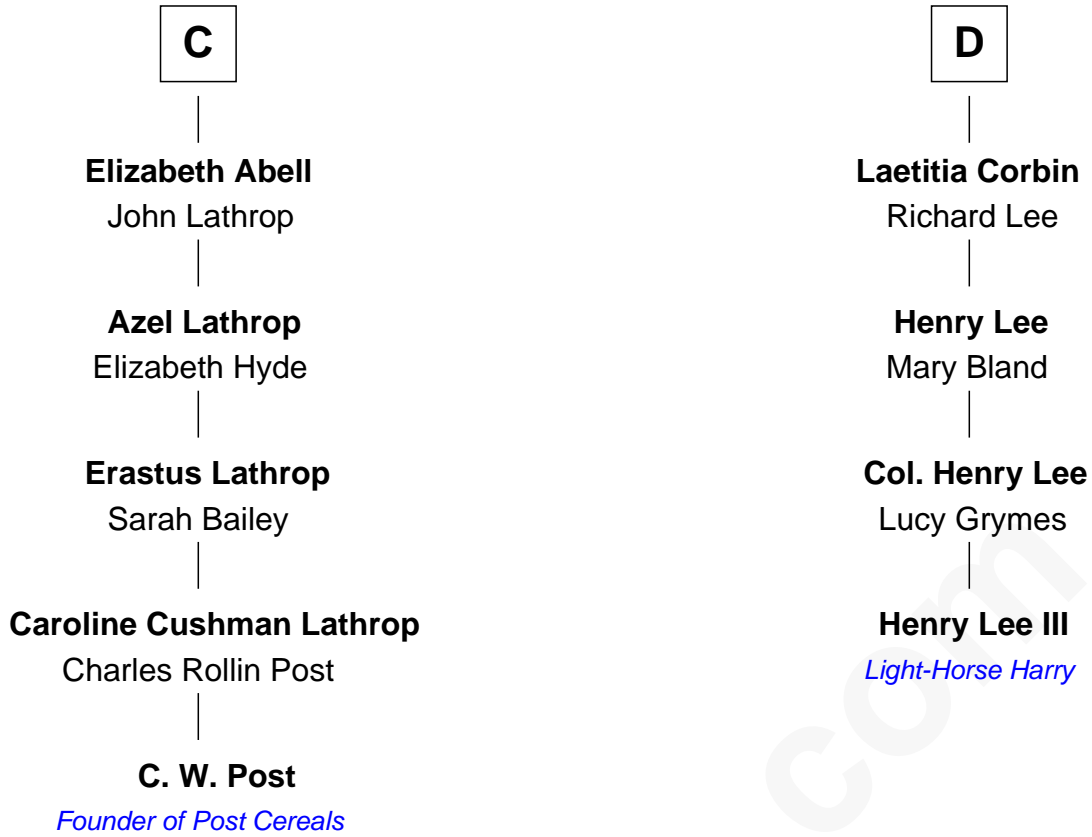 C
Elizabeth Abell
John Lathrop
Azel Lathrop
Elizabeth Hyde
Erastus Lathrop
Sarah Bailey
Caroline Cushman Lathrop
Charles Rollin Post
C. W. Post
Founder of Post Cereals
D
Laetitia Corbin
Richard Lee
Henry Lee
Mary Bland
Col. Henry Lee
Lucy Grymes
Henry Lee III
Light-Horse Harry
com